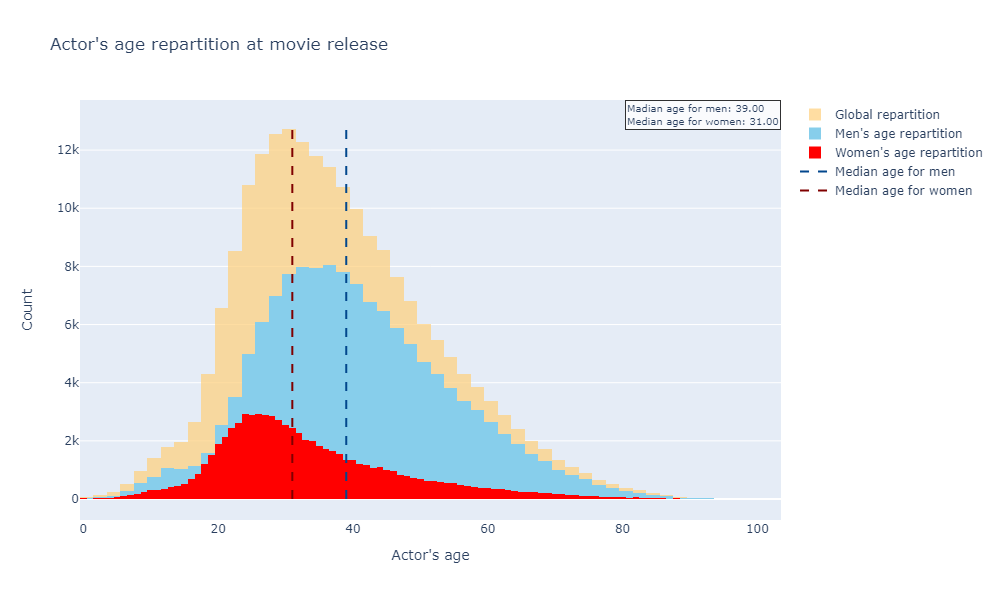 Actor's age repartition at movie release
Madian age for men: 39.00
Median age for women: 31.00
Global repartition
Men's age repartition
Women's age repartition
Median age for men
Median age for women
12k
10k
8k
6k
4k
2k
0
Count
0 20 40 60 80 100
Actor's age